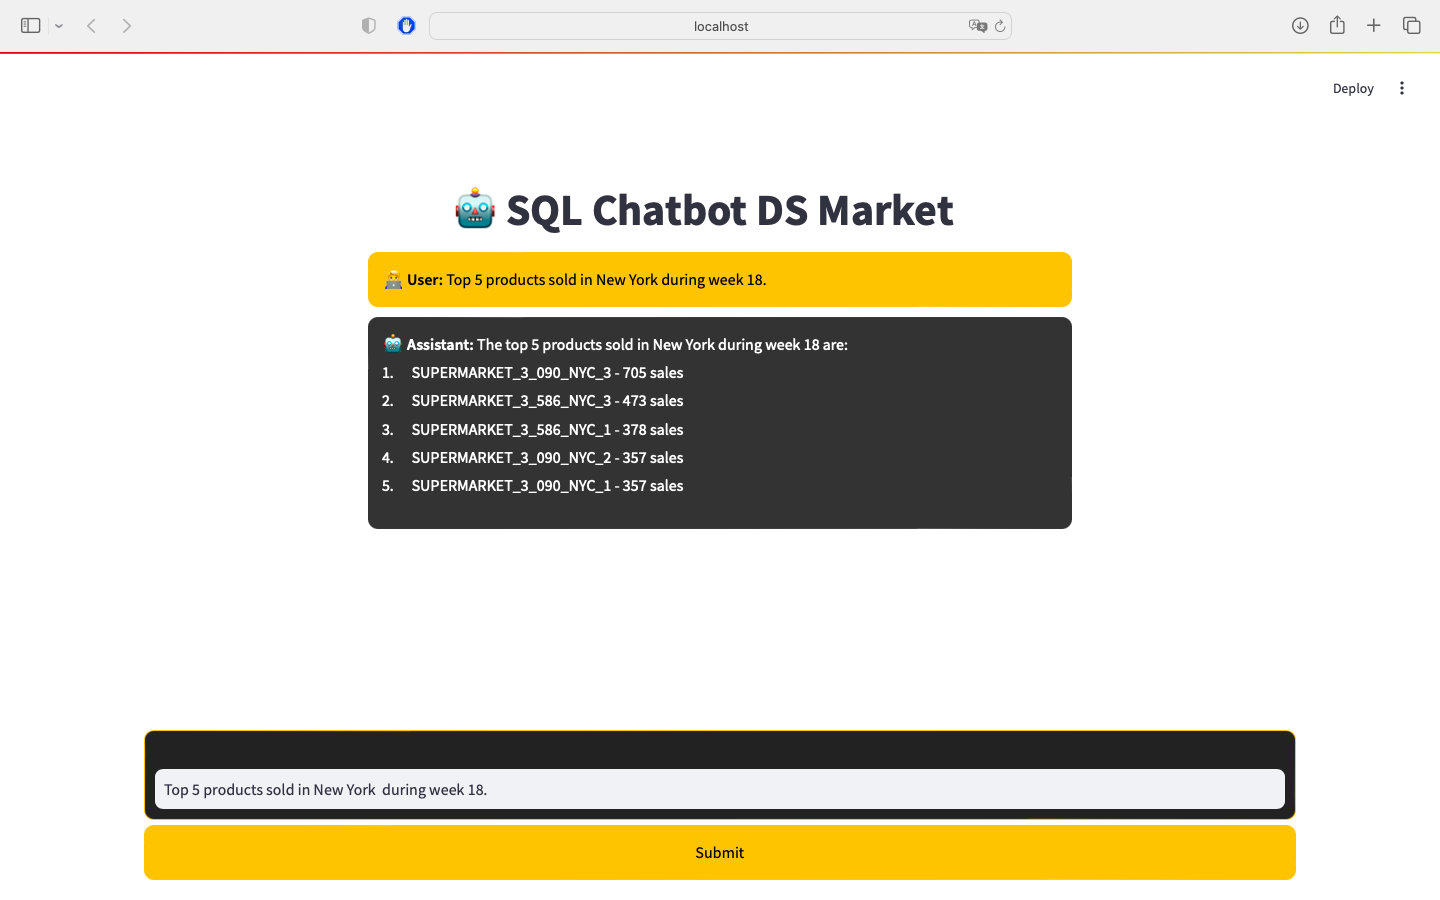 localhost
Deploy
SQL Chatbot DS Market
User: Top 5 products sold in New York during week 18.
Assistant: The top 5 products sold in New York during week 18 are:
1. SUPERMARKET_3_090_NYC_3 - 705 sales
2. SUPERMARKET_3_586_NYC_3 - 473 sales
3. SUPERMARKET_3_586_NYC_1 - 378 sales
4. SUPERMARKET_3_090_NYC_2 - 357 sales
5. SUPERMARKET_3_090_NYC_1 - 357 sales
Top 5 products sold in New York  during week 18.
Submit